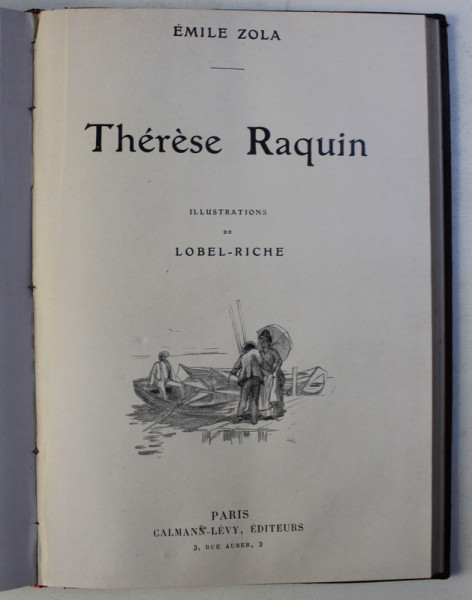 ÉMILE ZOLA
Thérèse Raquin
ILLUSTRATIONS
DE
LOBEL-RICHE
PARIS
CALMANN-LÉVY, ÉDITEURS
3, RUE AUBER, 3